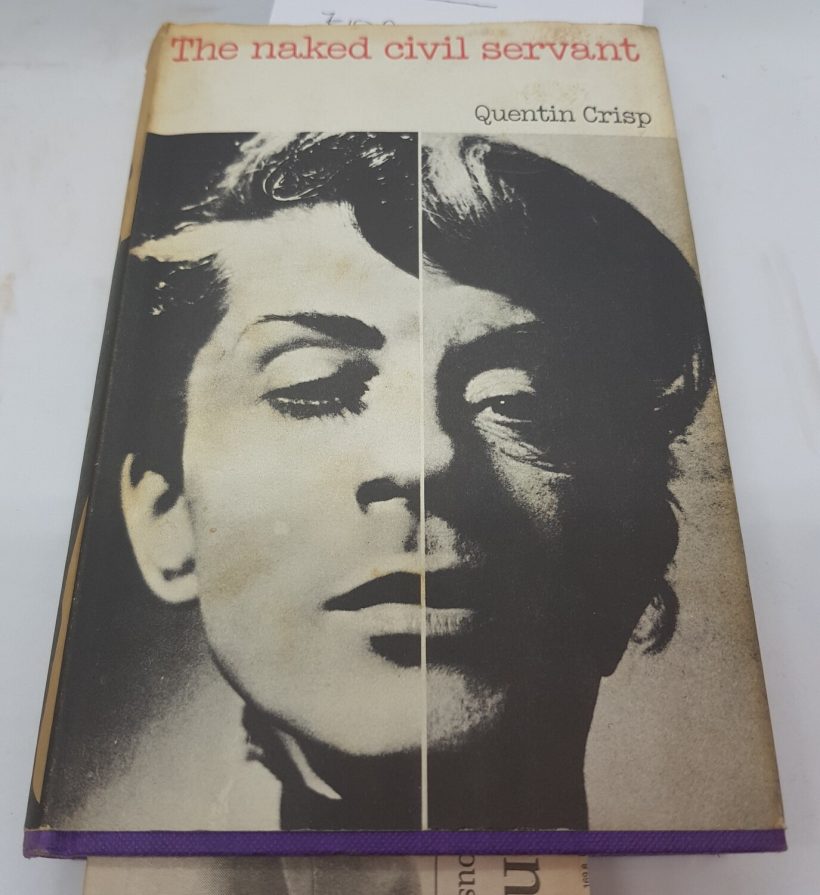 The naked civil servant
Quentin Crisp